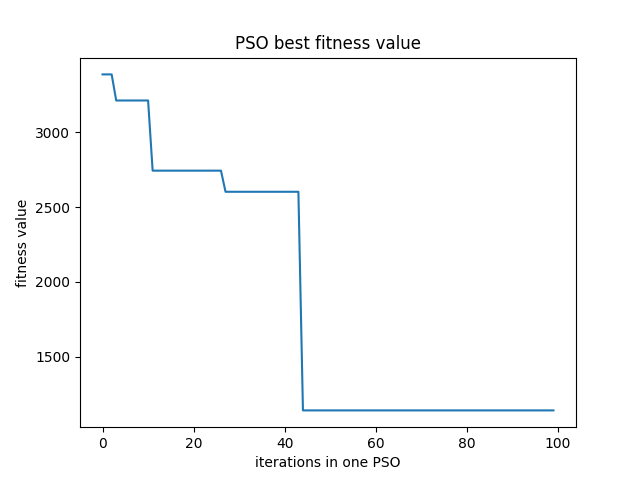 PSO best fitness value
fitness value
3000
2500
2000
1500
0 20 40 60 80 100
iterations in one PSO